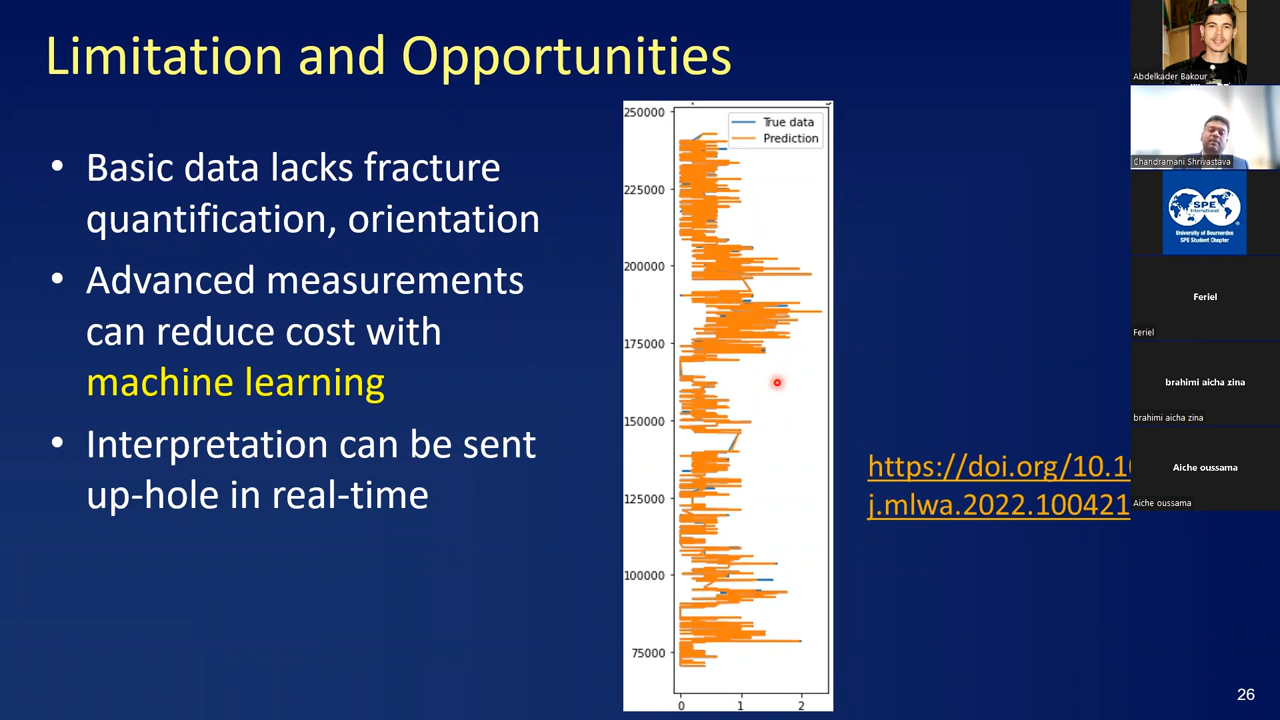 Limitation and Opportunities
• Basic data lacks fracture
quantification, orientation
• Advanced measurements
can reduce cost with
machine learning
• Interpretation can be sent
up-hole in real-time
250000
225000
200000
175000
150000
125000
100000
75000
0 1 2
True data
Prediction
https://doi.org/10.10
j.mlwa.2022.100421
26
Abdelkader Bakour
Chandramani Shrivastava
SPE
International
University of Boumerdes
SPE Student Chapter
Feriel
Feriel
brahimi aicha zina
brahimi aicha zina
Aiche oussama
Aiche oussama